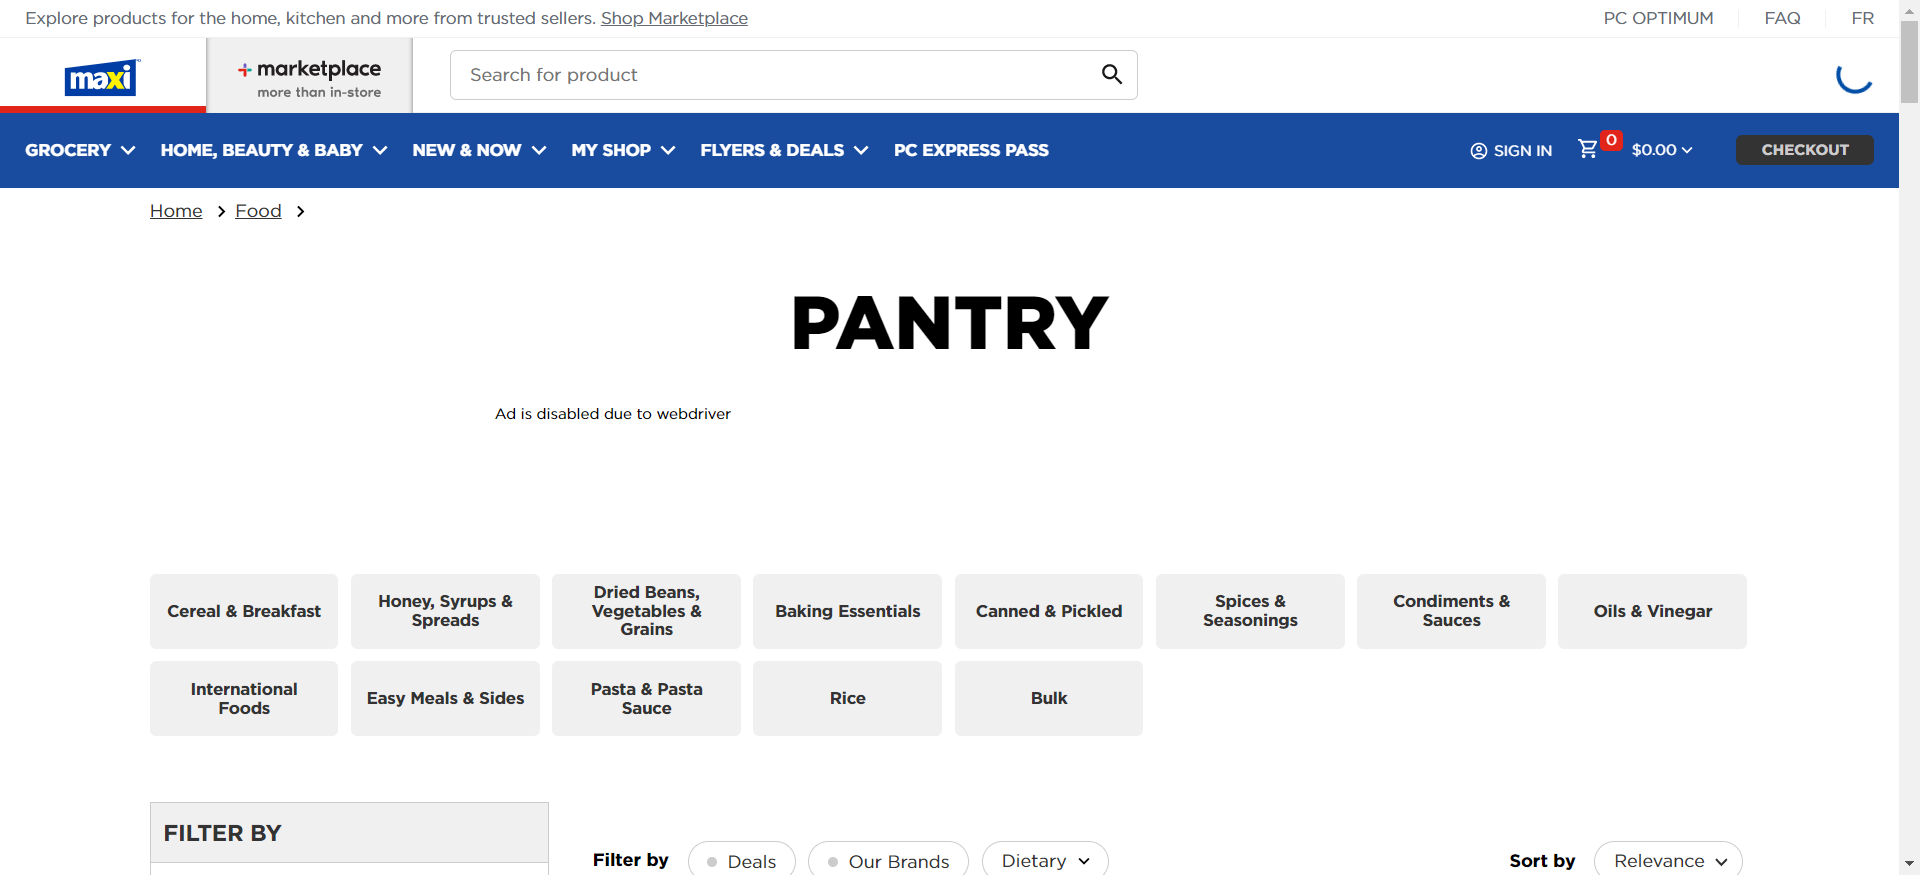 Explore products for the home, kitchen and more from trusted sellers. Shop Marketplace
PC OPTIMUM
FAQ
FR
maxi
marketplace
more than in-store
Search for product
GROCERY
HOME, BEAUTY & BABY
NEW & NOW
MY SHOP
FLYERS & DEALS
PC EXPRESS PASS
SIGN IN
0
$0.00
CHECKOUT
Home
Food
PANTRY
Ad is disabled due to webdriver
Cereal & Breakfast
Honey, Syrups &
Spreads
Dried Beans,
Vegetables &
Grains
Baking Essentials
Canned & Pickled
Spices &
Seasonings
Condiments &
Sauces
Oils & Vinegar
International
Foods
Easy Meals & Sides
Pasta & Pasta
Sauce
Rice
Bulk
FILTER BY
Filter by
Deals
Our Brands
Dietary
Sort by
Relevance